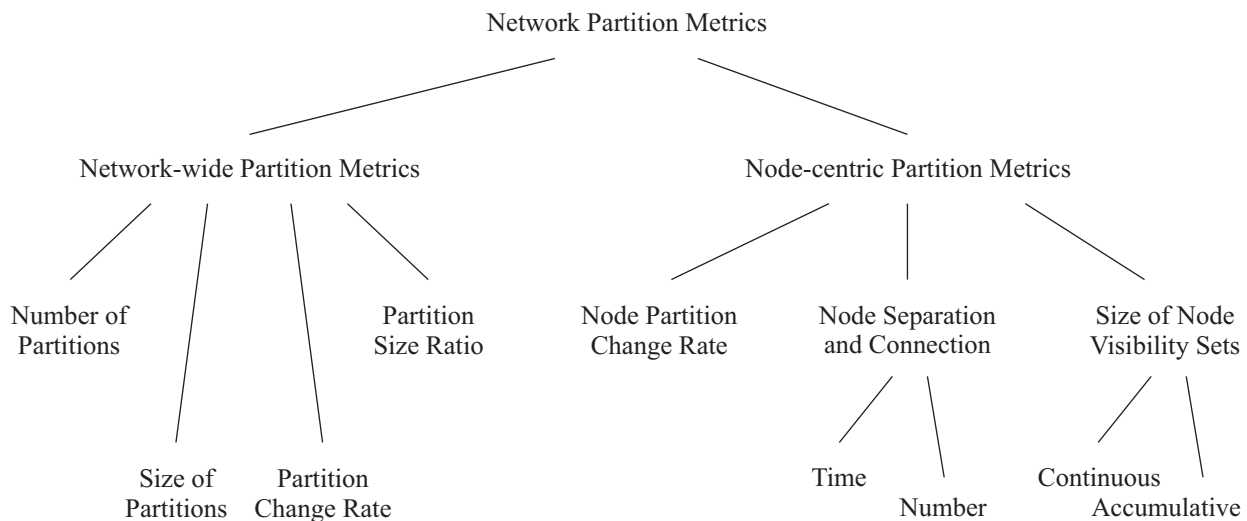 Network Partition Metrics
Network-wide Partition Metrics
Node-centric Partition Metrics
Number of
Partitions
Partition
Size Ratio
Node Partition
Change Rate
Node Separation
and Connection
Size of Node
Visibility Sets
Size of
Partitions
Partition
Change Rate
Time
Number
Continuous
Accumulative